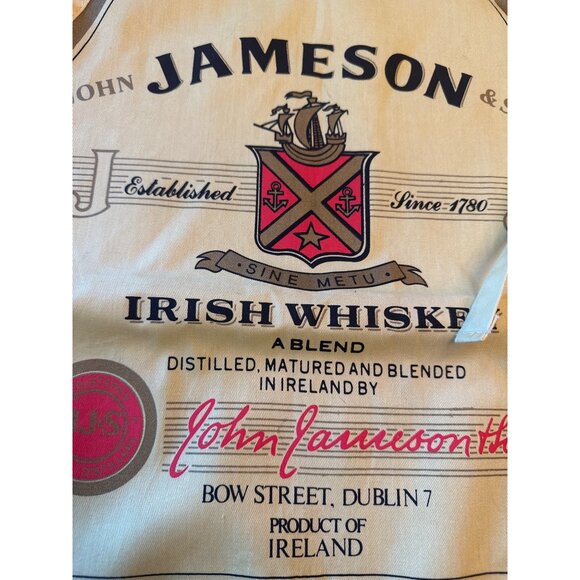 JOHN JAMESON & S
J
Established Since 1780
SINE METU
IRISH WHISKEY
A BLEND
DISTILLED, MATURED AND BLENDED
IN IRELAND BY
JJ&S
John Jameson
BOW STREET, DUBLIN 7
PRODUCT OF
IRELAND